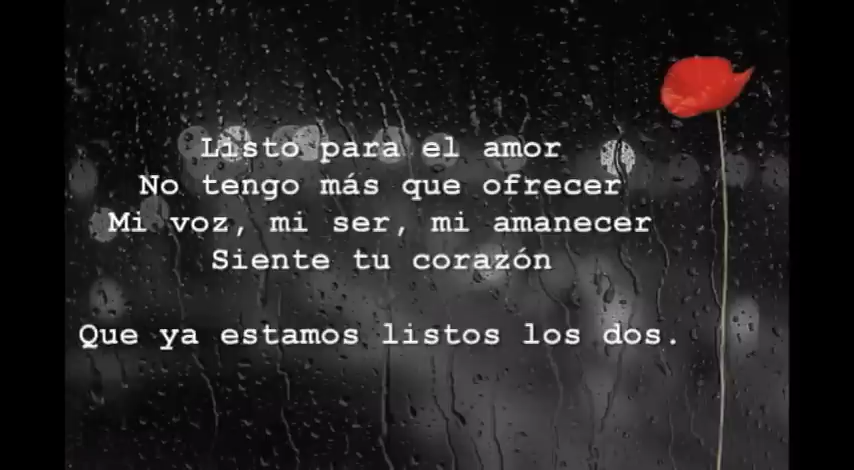 Listo para el amor
No tengo más que ofrecer
Mi voz, mi ser, mi amanecer
Siente tu corazón
Que ya estamos listos los dos.